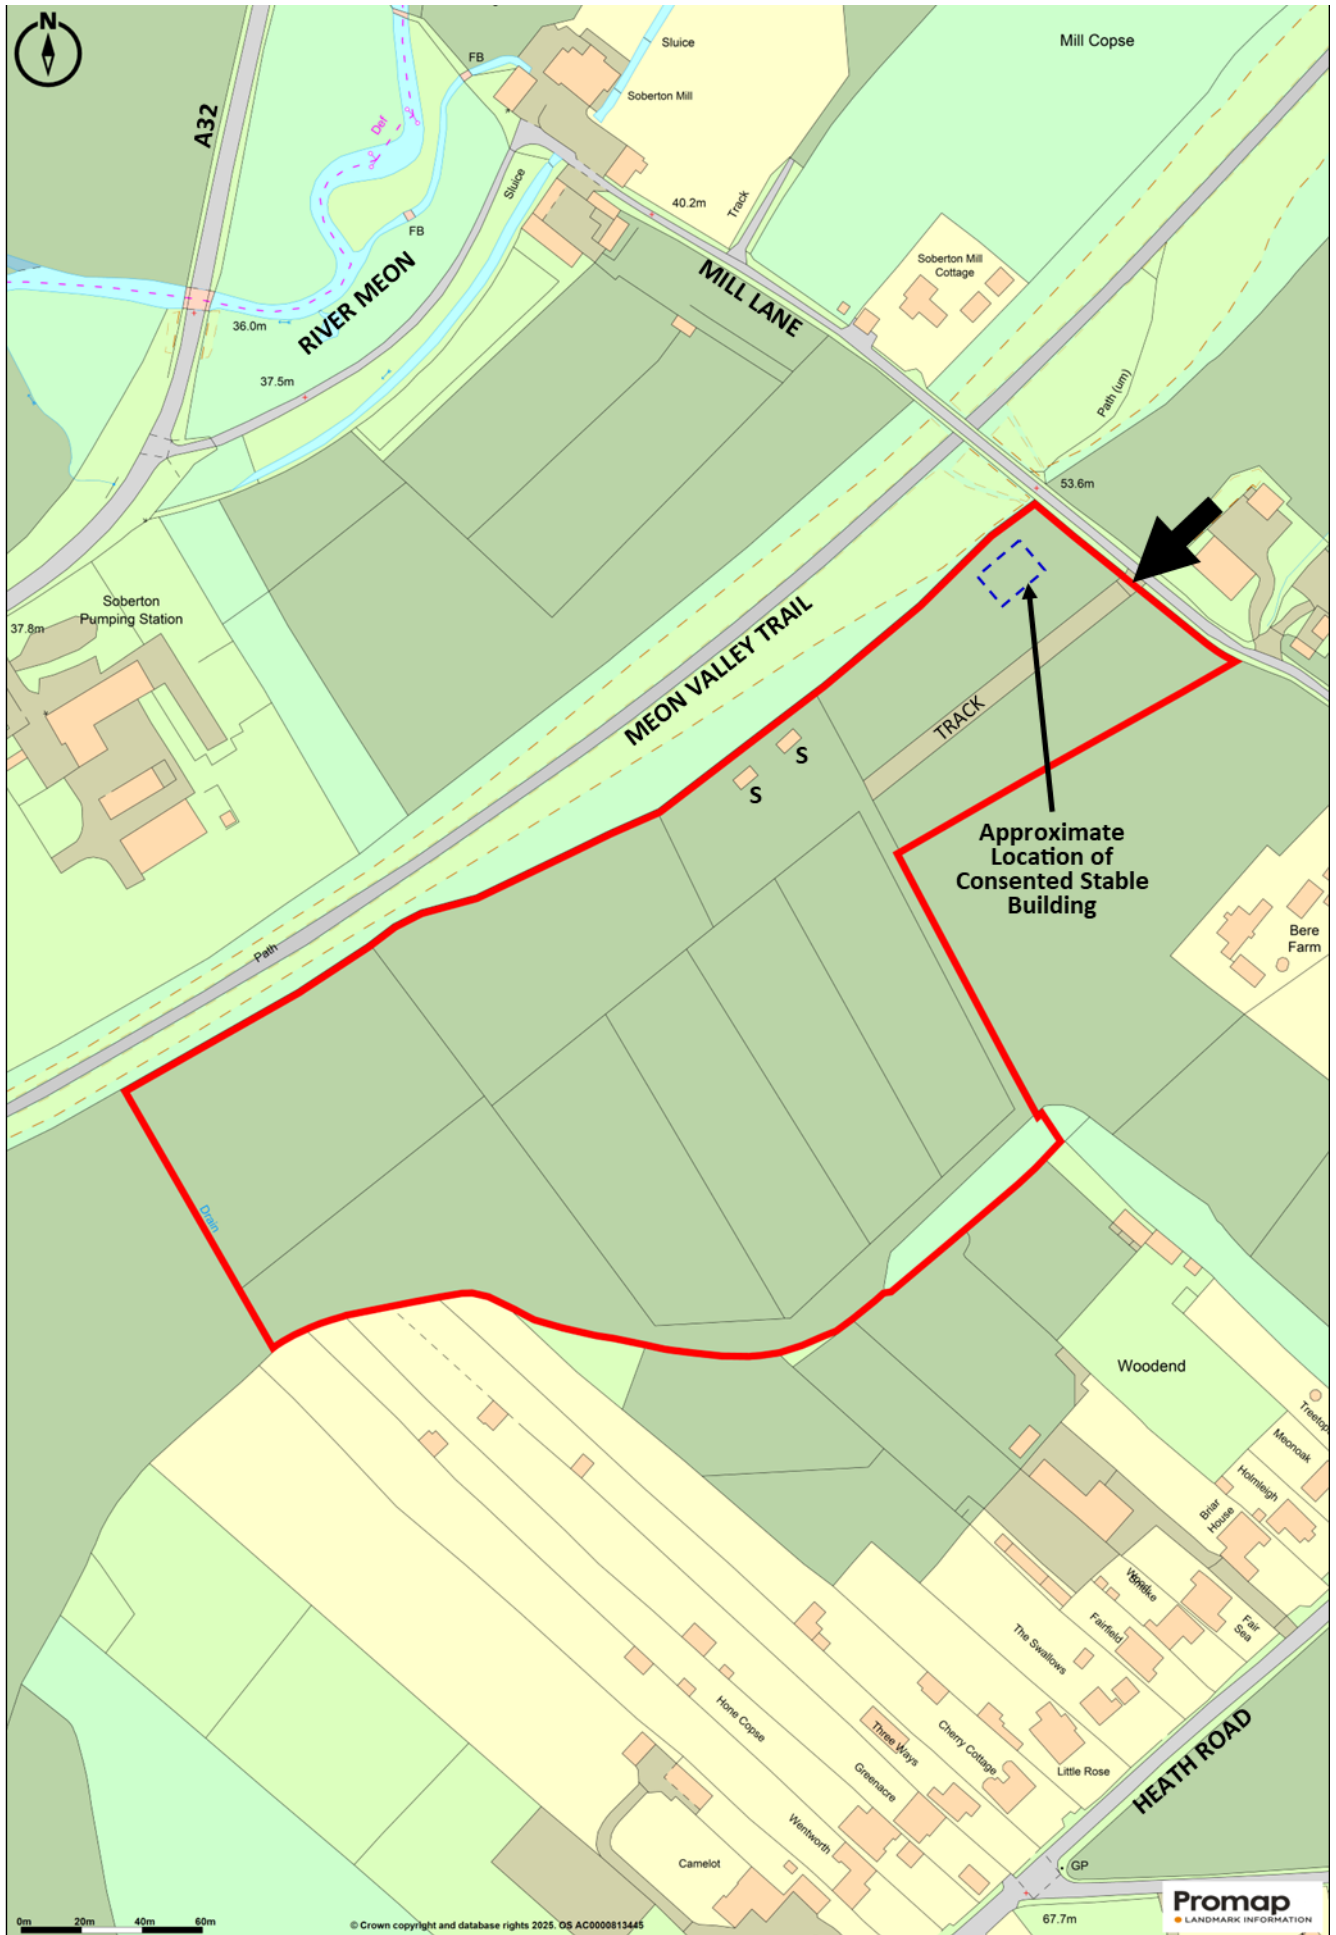 N
A32
Def
FB
Sluice
Soberton Mill
Mill Copse
Sluice
FB
40.2m
Track
Soberton Mill
Cottage
MILL LANE
RIVER MEON
36.0m
37.5m
Path (um)
53.6m
Soberton
Pumping Station
37.8m
MEON VALLEY TRAIL
TRACK
S
S
Approximate
Location of
Consented Stable
Building
Bere
Farm
Path
Drain
Woodend
Treetops
Meonoak
Holmleigh
Briar
House
Wood
Smoke
Fair
Sea
Fairfield
The Swallows
Hone Copse
Three Ways
Cherry Cottage
Little Rose
Greenacre
Wentworth
Camelot
HEATH ROAD
GP
67.7m
0m 20m 40m 60m
© Crown copyright and database rights 2025. OS AC0000813445
Promap
LANDMARK INFORMATION